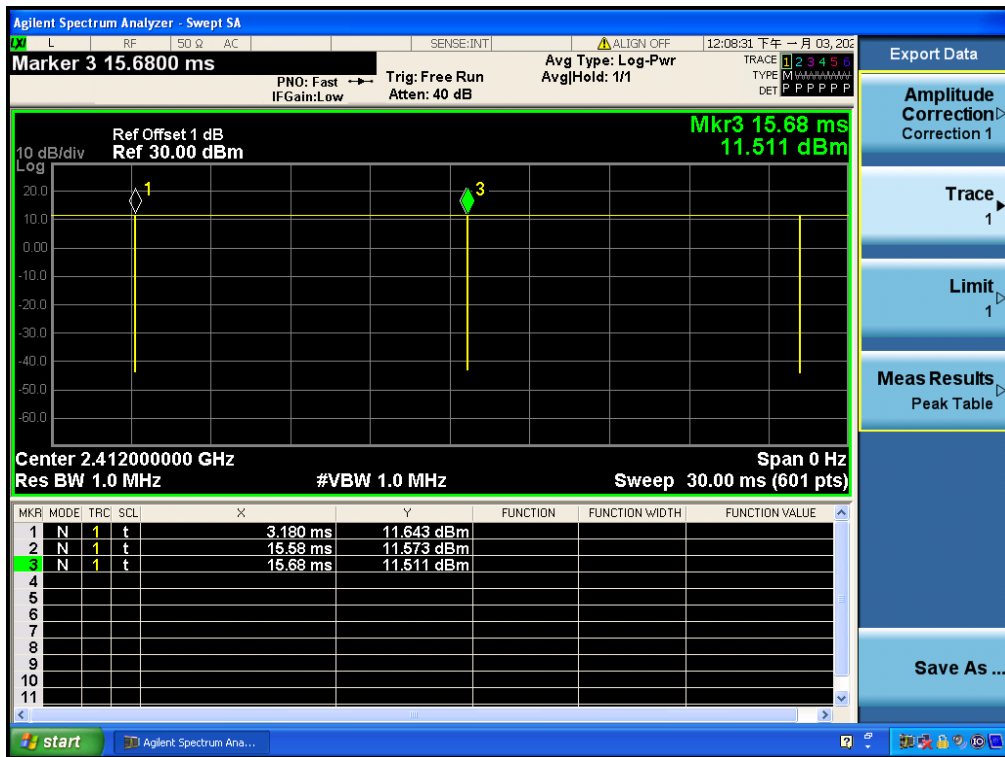 Agilent Spectrum Analyzer - Swept SA
LXI L RF 50 Ω AC SENSE:INT ALIGN OFF 12:08:31 下午 一月 03, 202
Marker 3 15.6800 ms
PNO: Fast
IFGain:Low
Trig: Free Run
Atten: 40 dB
Avg Type: Log-Pwr
Avg|Hold: 1/1
TRACE 1 2 3 4 5 6
TYPE M
DET P P P P P P
Export Data
Mkr3 15.68 ms
11.511 dBm
Ref Offset 1 dB
10 dB/div Ref 30.00 dBm
Log
20.0
10.0
0.00
-10.0
-20.0
-30.0
-40.0
-50.0
-60.0
1
3
Center 2.412000000 GHz Span 0 Hz
Res BW 1.0 MHz #VBW 1.0 MHz Sweep 30.00 ms (601 pts)
MKR MODE TRC SCL X Y FUNCTION FUNCTION WIDTH FUNCTION VALUE
1 N 1 t 3.180 ms 11.643 dBm
2 N 1 t 15.58 ms 11.573 dBm
3 N 1 t 15.68 ms 11.511 dBm
4
5
6
7
8
9
10
11
Amplitude
Correction
Correction 1
Trace
1
Limit
1
Meas Results
Peak Table
Save As ...
start Agilent Spectrum Ana...